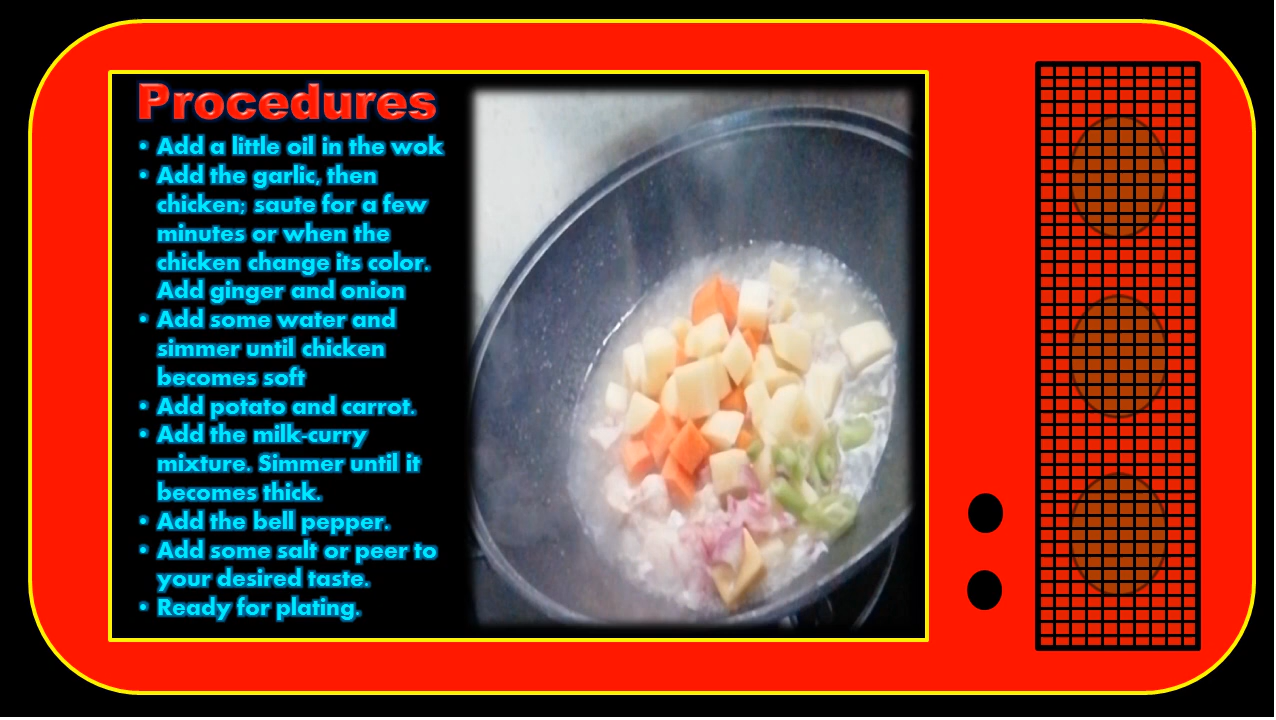 Procedures
• Add a little oil in the wok
• Add the garlic, then
chicken; saute for a few
minutes or when the
chicken change its color.
Add ginger and onion
• Add some water and
simmer until chicken
becomes soft
• Add potato and carrot.
• Add the milk-curry
mixture. Simmer until it
becomes thick.
• Add the bell pepper.
• Add some salt or peer to
your desired taste.
• Ready for plating.